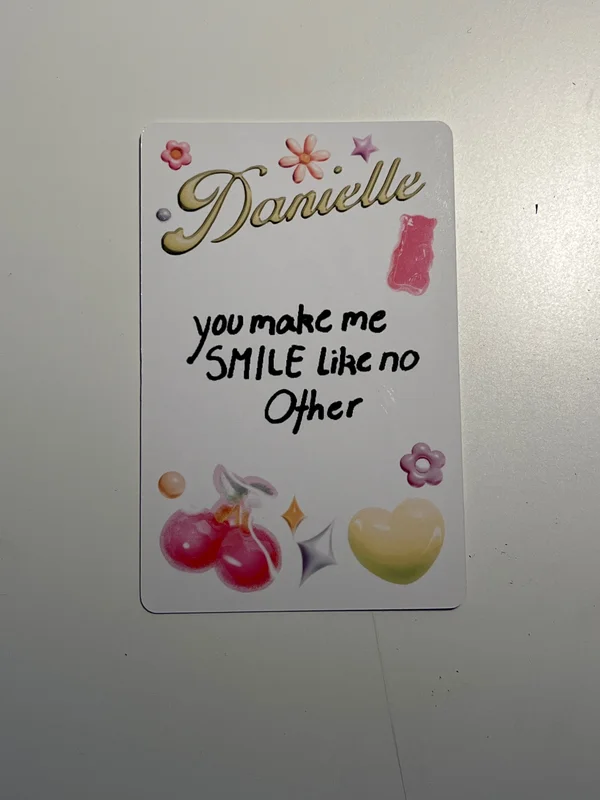 Danielle
you make me
SMILE like no
Other